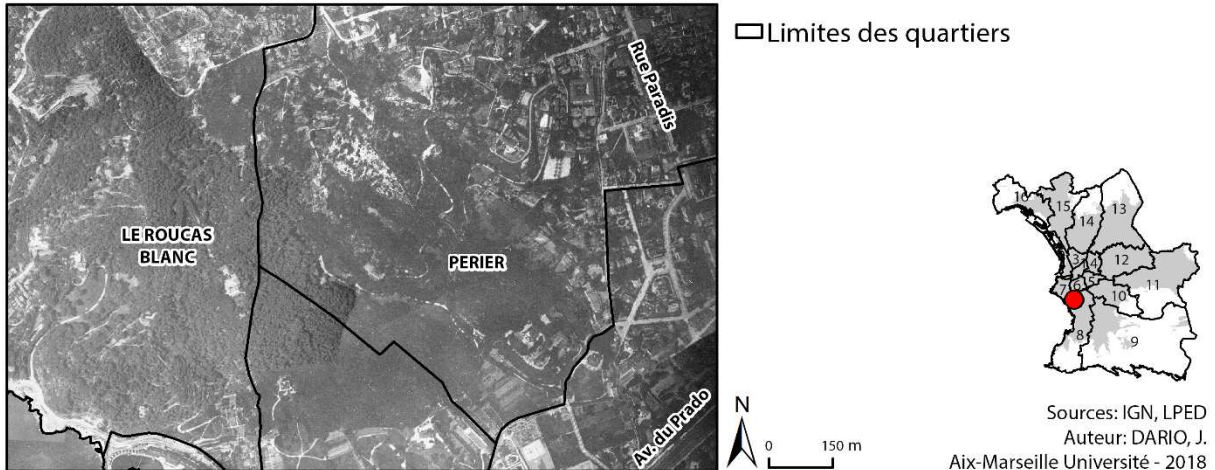 Limites des quartiers
Rue Paradis
LE ROUCAS
BLANC
PERIER
Av. du Prado
16
15
14
13
3
14
12
11
7
6
5
10
8
9
N
0 150 m
Sources: IGN, LPED
Auteur: DARIO, J.
Aix-Marseille Université - 2018